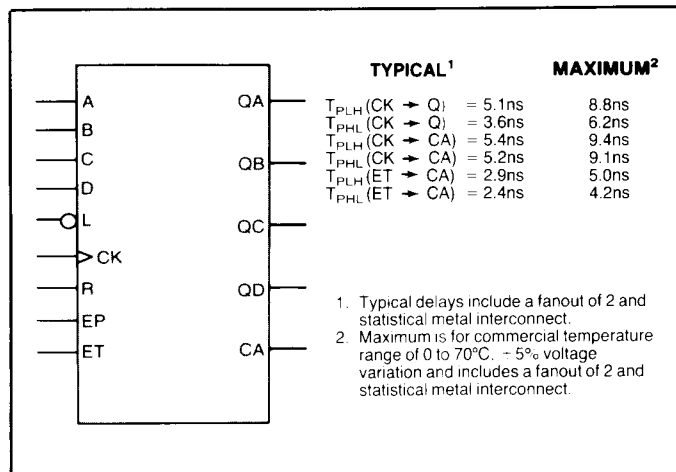 A
B
C
D
L
CK
R
EP
ET
QA
QB
QC
QD
CA
TYPICAL¹ MAXIMUM²
T_PLH (CK → Q) = 5.1ns 8.8ns
T_PHL (CK → Q) = 3.6ns 6.2ns
T_PLH (CK → CA) = 5.4ns 9.4ns
T_PHL (CK → CA) = 5.2ns 9.1ns
T_PLH (ET → CA) = 2.9ns 5.0ns
T_PHL (ET → CA) = 2.4ns 4.2ns
1. Typical delays include a fanout of 2 and
statistical metal interconnect.
2. Maximum is for commercial temperature
range of 0 to 70°C. ÷ 5% voltage
variation and includes a fanout of 2 and
statistical metal interconnect.